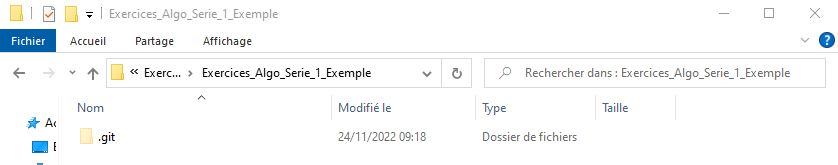 Exercices_Algo_Serie_1_Exemple
Fichier Accueil Partage Affichage
« Exerc... Exercices_Algo_Serie_1_Exemple Rechercher dans : Exercices_Algo_Serie_1_Exemple
Nom Modifié le Type Taille
.git 24/11/2022 09:18 Dossier de fichiers